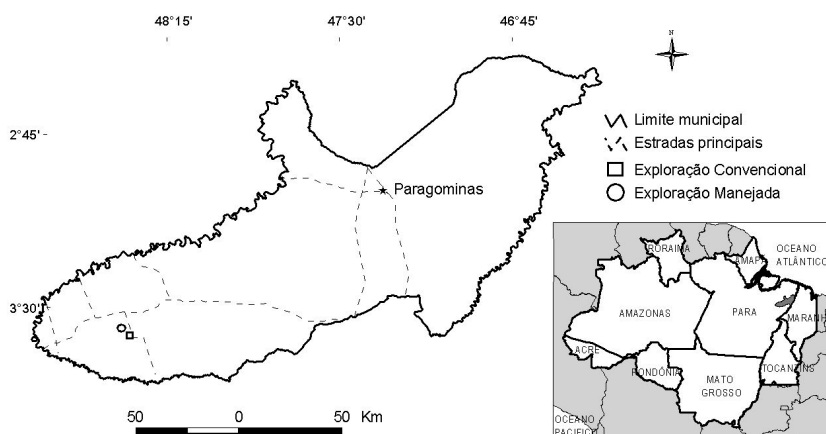 48°15' 47°30' 46°45'
N
2°45'
3°30'
Paragominas
Limite municipal
Estradas principais
Exploração Convencional
Exploração Manejada
50 0 50 Km
RORAIMA
AMAPÁ
OCEANO
ATLÂNTICO
AMAZONAS
PARA
MARANH
ACRE
RONDÔNIA
MATO
GROSSO
TOCANTINS
OCEANO
PACIFICO